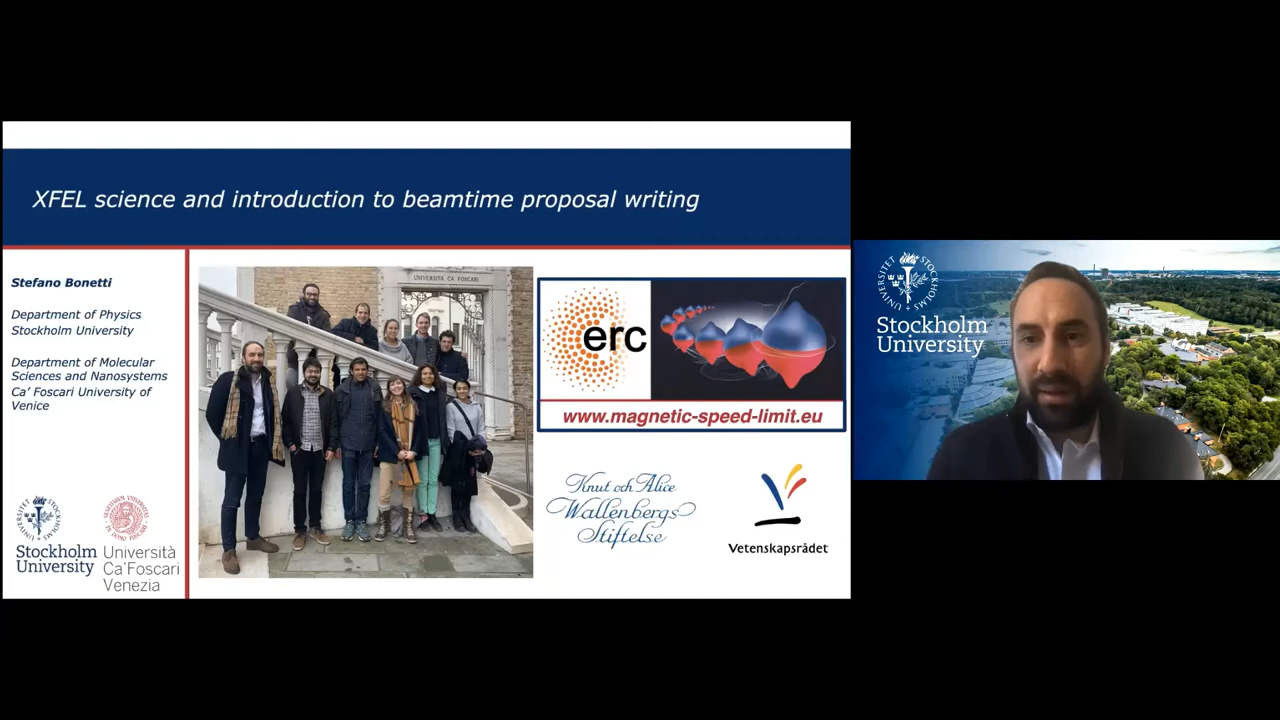 XFEL science and introduction to beamtime proposal writing
Stefano Bonetti
Department of Physics
Stockholm University
Department of Molecular
Sciences and Nanosystems
Ca’ Foscari University of
Venice
Stockholm
University
Università
Ca’Foscari
Venezia
UNIVERSITÀ CA' FOSCARI
erc
www.magnetic-speed-limit.eu
Knut och Alice
Wallenbergs
Stiftelse
Vetenskapsrådet
Stockholm
University